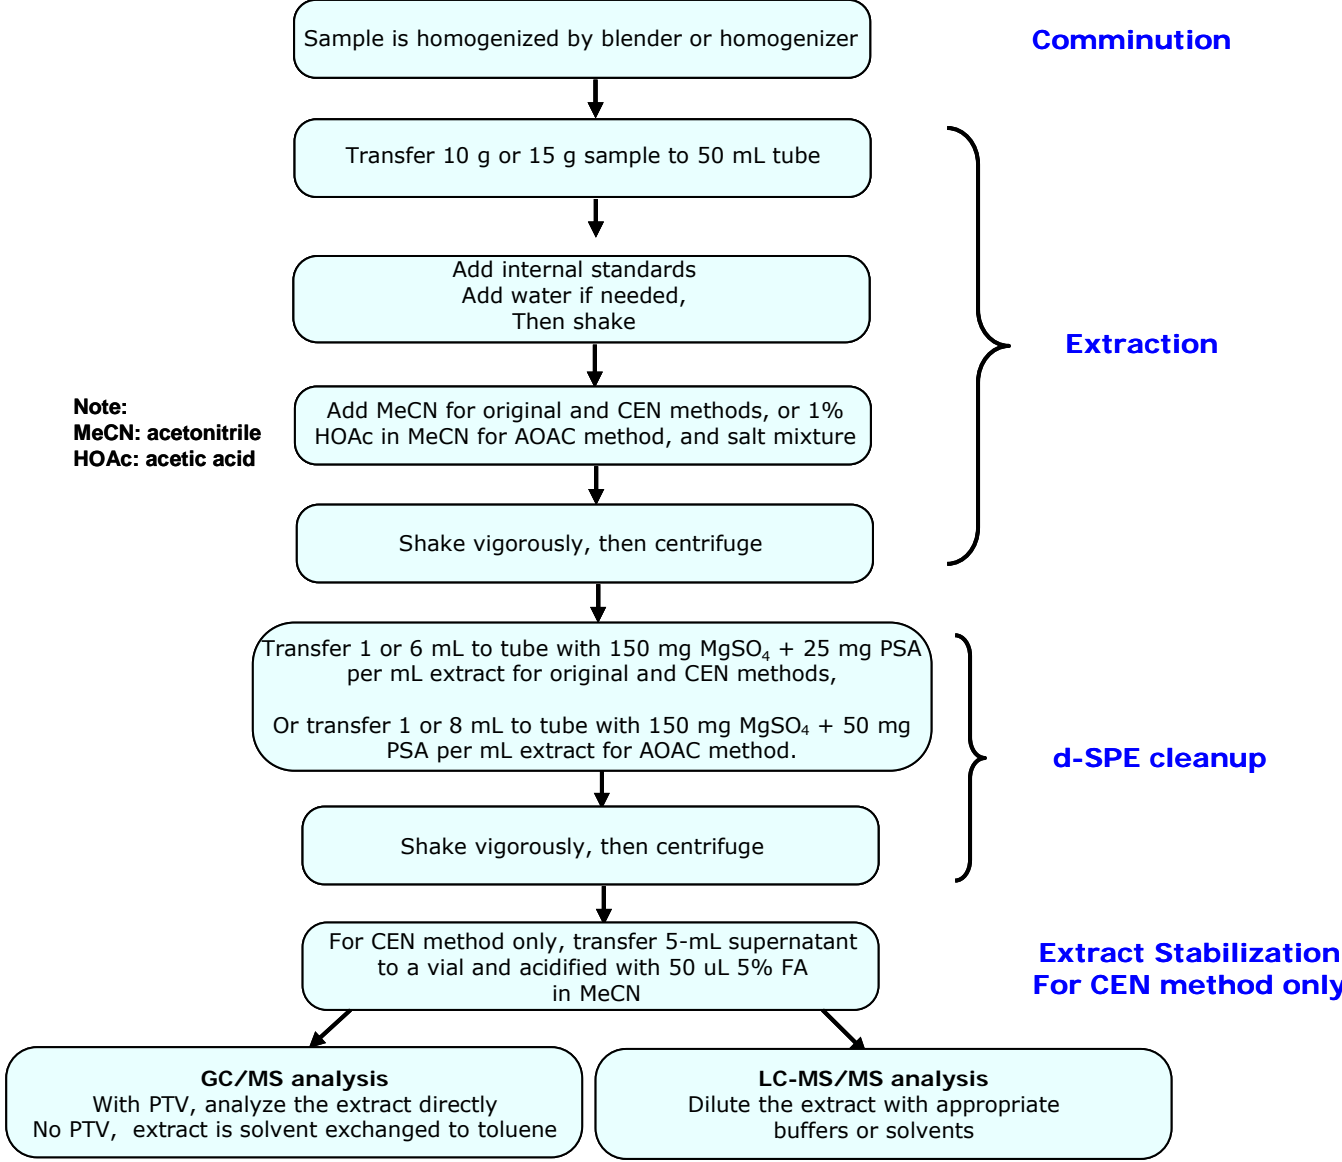 Sample is homogenized by blender or homogenizer
Comminution
Transfer 10 g or 15 g sample to 50 mL tube
Add internal standards
Add water if needed,
Then shake
Extraction
Note:
MeCN: acetonitrile
HOAc: acetic acid
Add MeCN for original and CEN methods, or 1%
HOAc in MeCN for AOAC method, and salt mixture
Shake vigorously, then centrifuge
Transfer 1 or 6 mL to tube with 150 mg MgSO₄ + 25 mg PSA
per mL extract for original and CEN methods,
Or transfer 1 or 8 mL to tube with 150 mg MgSO₄ + 50 mg
PSA per mL extract for AOAC method.
d-SPE cleanup
Shake vigorously, then centrifuge
For CEN method only, transfer 5-mL supernatant
to a vial and acidified with 50 uL 5% FA
in MeCN
Extract Stabilization
For CEN method only
GC/MS analysis
With PTV, analyze the extract directly
No PTV,  extract is solvent exchanged to toluene
LC-MS/MS analysis
Dilute the extract with appropriate
buffers or solvents